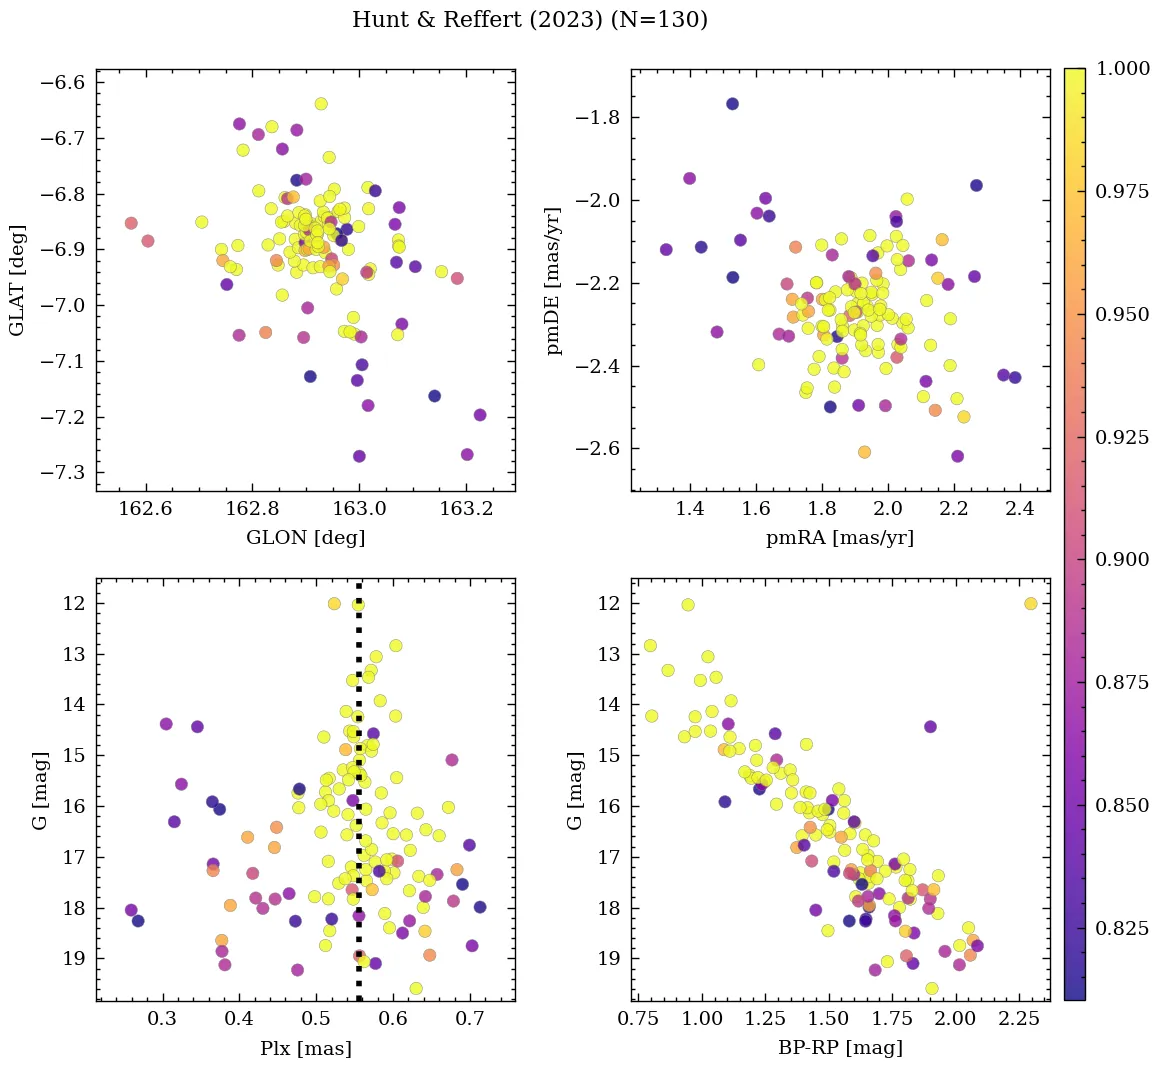 Hunt & Reffert (2023) (N=130)
−6.6
−6.7
−6.8
−6.9
−7.0
−7.1
−7.2
−7.3
GLAT [deg]
162.6 162.8 163.0 163.2
GLON [deg]
−1.8
−2.0
−2.2
−2.4
−2.6
pmDE [mas/yr]
1.4 1.6 1.8 2.0 2.2 2.4
pmRA [mas/yr]
1.000
0.975
0.950
0.925
0.900
0.875
0.850
0.825
12
13
14
15
16
17
18
19
G [mag]
0.3 0.4 0.5 0.6 0.7
Plx [mas]
12
13
14
15
16
17
18
19
G [mag]
0.75 1.00 1.25 1.50 1.75 2.00 2.25
BP-RP [mag]